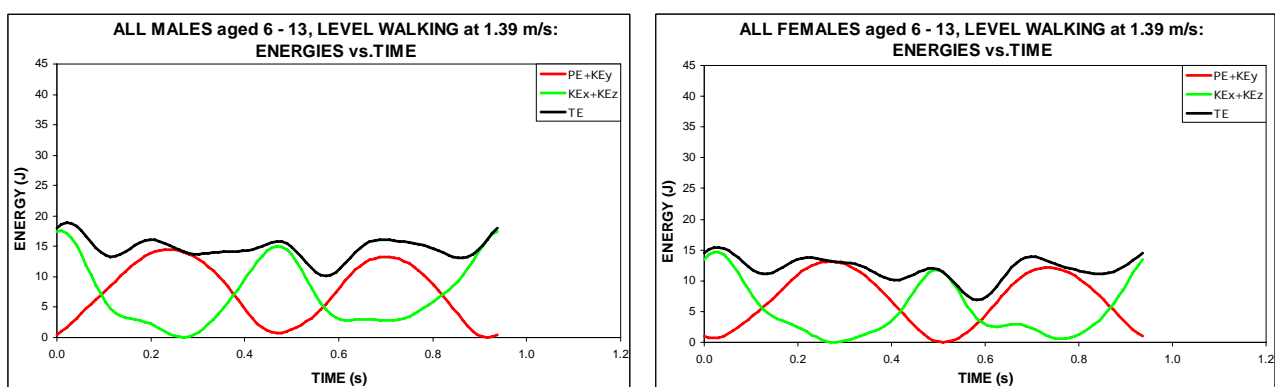 ALL MALES aged 6 - 13, LEVEL WALKING at 1.39 m/s:
ENERGIES vs.TIME
45
40
35
30
25
20
15
10
5
0
ENERGY (J)
PE+KEy
KEx+KEz
TE
0.0 0.2 0.4 0.6 0.8 1.0 1.2
TIME (s)
ALL FEMALES aged 6 - 13, LEVEL WALKING at 1.39 m/s:
ENERGIES vs.TIME
45
40
35
30
25
20
15
10
5
0
ENERGY (J)
PE+KEy
KEx+KEz
TE
0.0 0.2 0.4 0.6 0.8 1.0 1.2
TIME (s)